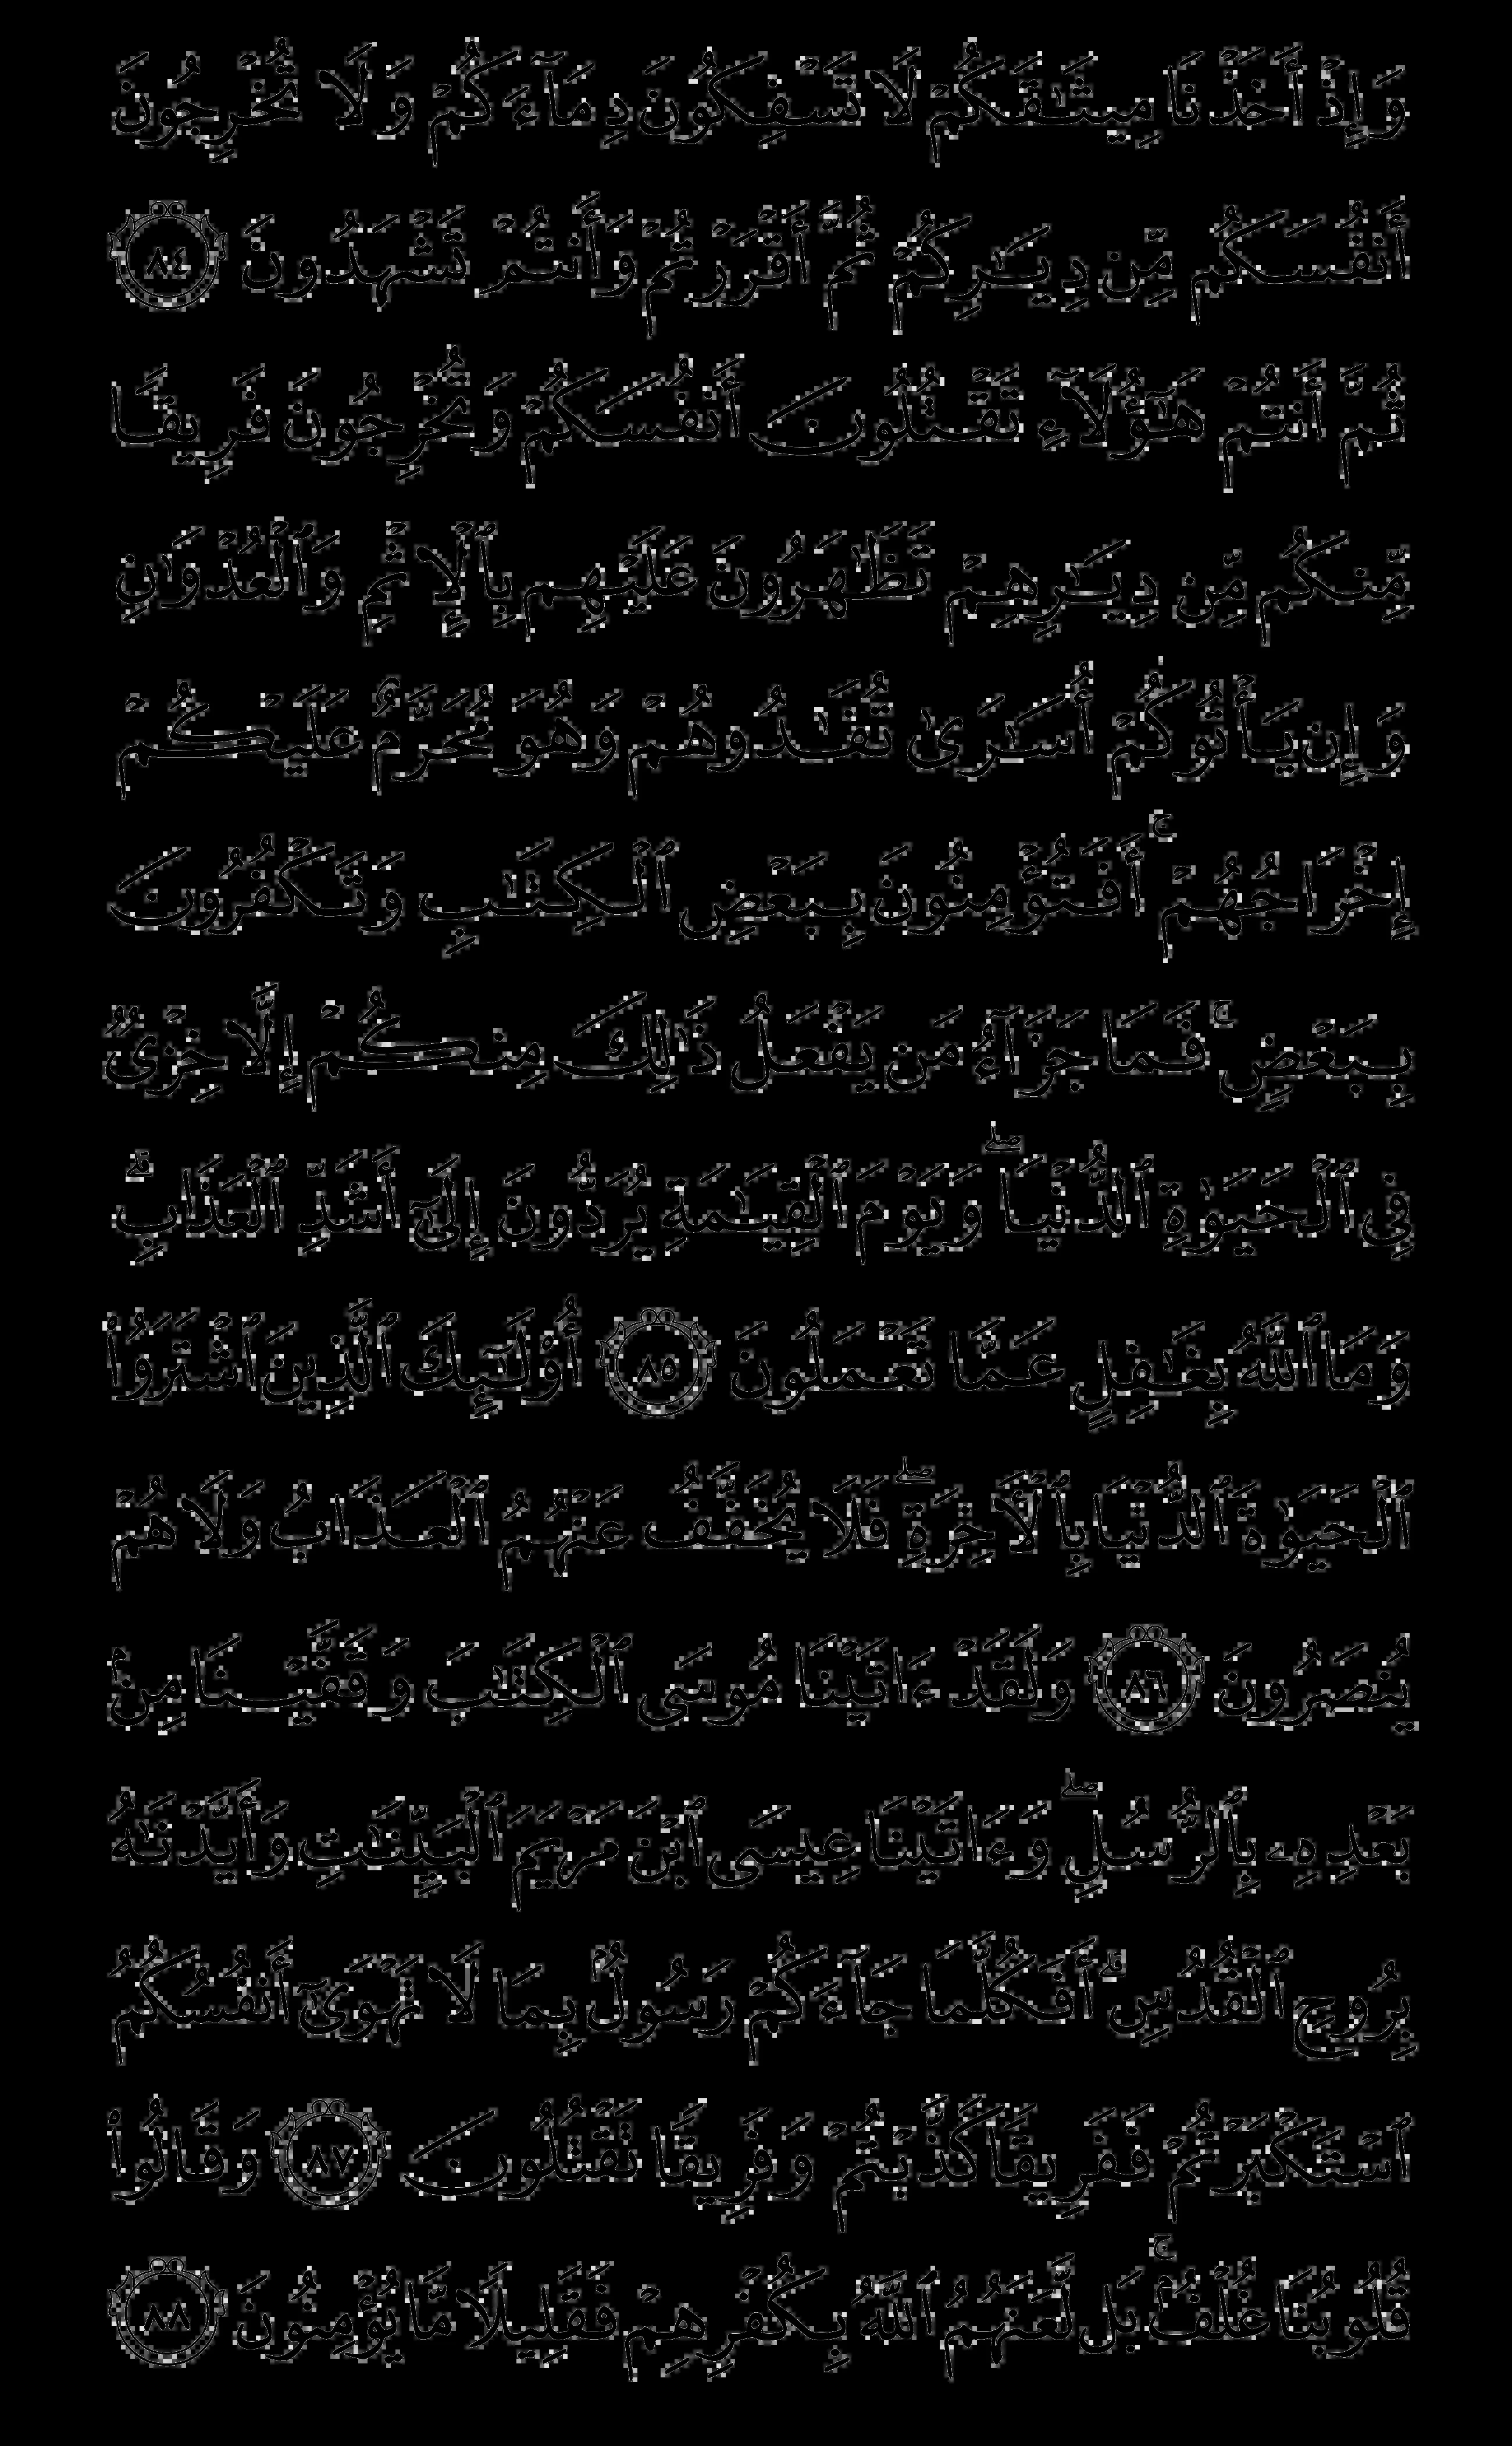 وَإِذْ أَخَذْنَا مِيثَـٰقَكُمْ لَا تَسْفِكُونَ دِمَآءَكُمْ وَلَا تُخْرِجُونَ
أَنفُسَكُم مِّن دِيَـٰرِكُمْ ثُمَّ أَقْرَرْتُمْ وَأَنتُمْ تَشْهَدُونَ ٨٤
ثُمَّ أَنتُمْ هَـٰٓؤُلَآءِ تَقْتُلُونَ أَنفُسَكُمْ وَتُخْرِجُونَ فَرِيقًا
مِّنكُم مِّن دِيَـٰرِهِمْ تَظَـٰهَرُونَ عَلَيْهِم بِٱلْإِثْمِ وَٱلْعُدْوَٰنِ
وَإِن يَأْتُوكُمْ أُسَـٰرَىٰ تُفَـٰدُوهُمْ وَهُوَ مُحَرَّمٌ عَلَيْكُمْ
إِخْرَاجُهُمْ ۚ أَفَتُؤْمِنُونَ بِبَعْضِ ٱلْكِتَـٰبِ وَتَكْفُرُونَ
بِبَعْضٍ ۚ فَمَا جَزَآءُ مَن يَفْعَلُ ذَٰلِكَ مِنكُمْ إِلَّا خِزْىٌ
فِى ٱلْحَيَوٰةِ ٱلدُّنْيَا ۖ وَيَوْمَ ٱلْقِيَـٰمَةِ يُرَدُّونَ إِلَىٰٓ أَشَدِّ ٱلْعَذَابِ ۗ
وَمَا ٱللَّهُ بِغَـٰفِلٍ عَمَّا تَعْمَلُونَ ٨٥ أُو۟لَـٰٓئِكَ ٱلَّذِينَ ٱشْتَرَوُا۟
ٱلْحَيَوٰةَ ٱلدُّنْيَا بِٱلْـَٔاخِرَةِ ۖ فَلَا يُخَفَّفُ عَنْهُمُ ٱلْعَذَابُ وَلَا هُمْ
يُنصَرُونَ ٨٦ وَلَقَدْ ءَاتَيْنَا مُوسَى ٱلْكِتَـٰبَ وَقَفَّيْنَا مِنۢ
بَعْدِهِۦ بِٱلرُّسُلِ ۖ وَءَاتَيْنَا عِيسَى ٱبْنَ مَرْيَمَ ٱلْبَيِّنَـٰتِ وَأَيَّدْنَـٰهُ
بِرُوحِ ٱلْقُدُسِ ۗ أَفَكُلَّمَا جَآءَكُمْ رَسُولٌۢ بِمَا لَا تَهْوَىٰٓ أَنفُسُكُمُ
ٱسْتَكْبَرْتُمْ فَفَرِيقًا كَذَّبْتُمْ وَفَرِيقًا تَقْتُلُونَ ٨٧ وَقَالُوا۟
قُلُوبُنَا غُلْفٌۢ ۚ بَل لَّعَنَهُمُ ٱللَّهُ بِكُفْرِهِمْ فَقَلِيلًا مَّا يُؤْمِنُونَ ٨٨